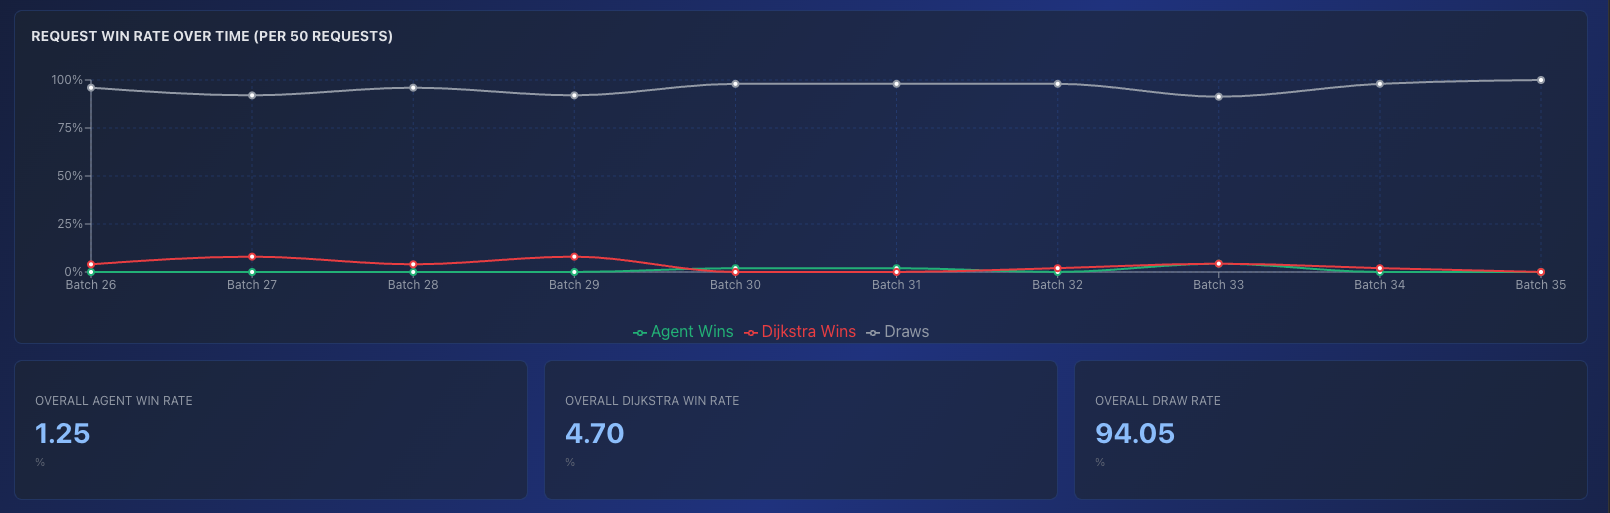 REQUEST WIN RATE OVER TIME (PER 50 REQUESTS)
100%
75%
50%
25%
0%
Batch 26 Batch 27 Batch 28 Batch 29 Batch 30 Batch 31 Batch 32 Batch 33 Batch 34 Batch 35
Agent Wins Dijkstra Wins Draws
OVERALL AGENT WIN RATE
1.25
%
OVERALL DIJKSTRA WIN RATE
4.70
%
OVERALL DRAW RATE
94.05
%